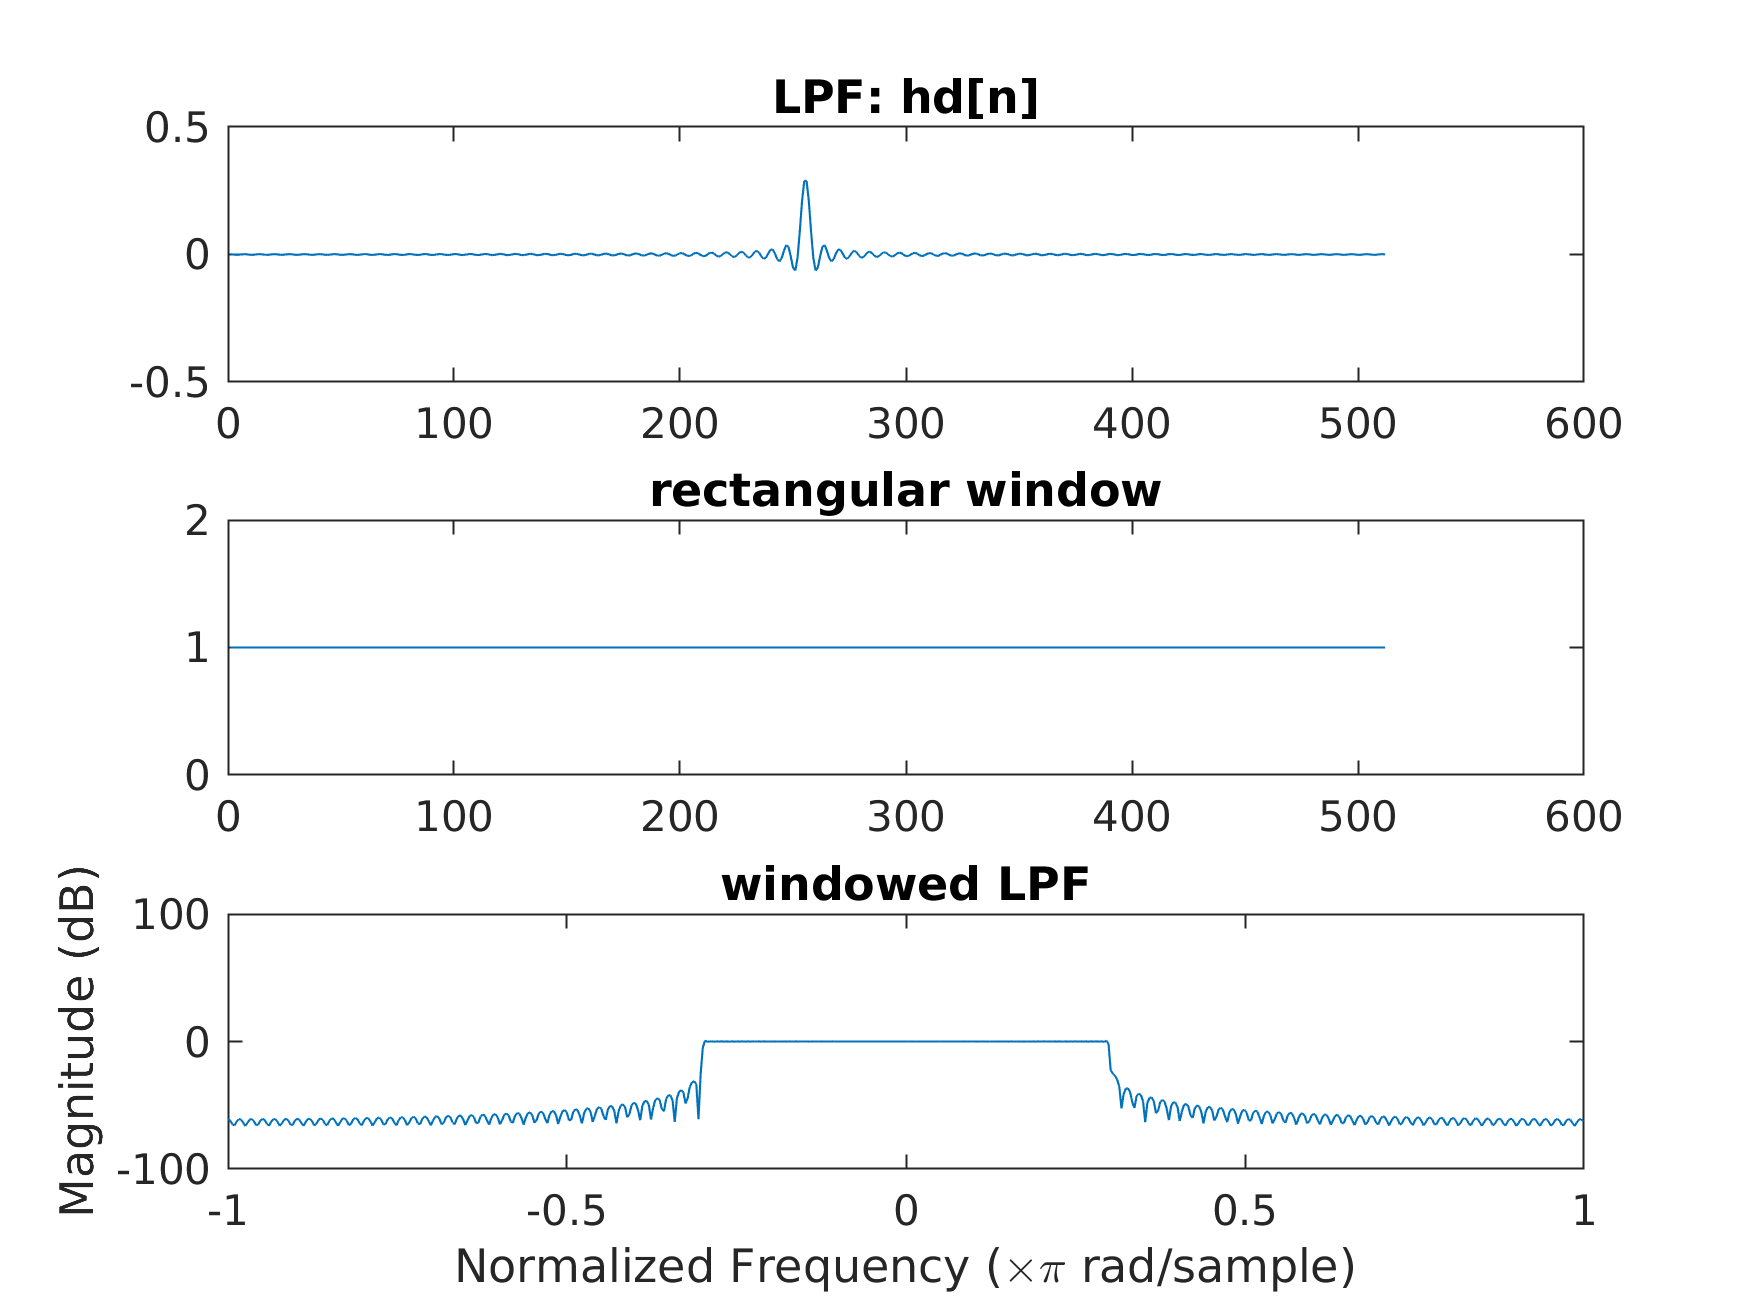 LPF: hd[n]
0.5
0
-0.5
0 100 200 300 400 500 600
rectangular window
2
1
0
0 100 200 300 400 500 600
windowed LPF
Magnitude (dB)
100
0
-100
-1 -0.5 0 0.5 1
Normalized Frequency (×π rad/sample)